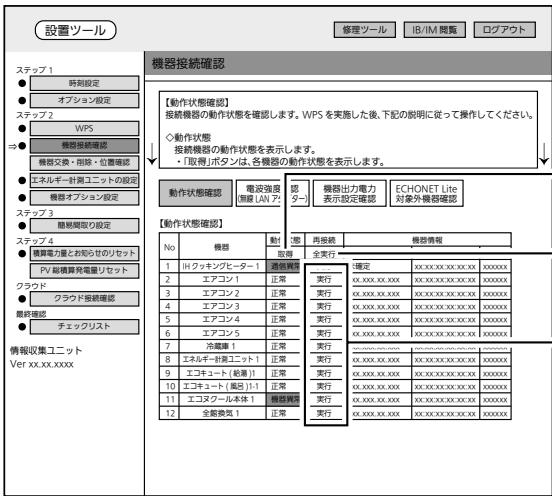 設置ツール
修理ツール IB/IM 閲覧 ログアウト
ステップ 1
● 時刻設定
● オプション設定
ステップ 2
● WPS
⇒● 機器接続確認
機器交換・削除・位置確認
● エネルギー計測ユニットの設定
● 機器オプション設定
ステップ 3
● 簡易間取り設定
ステップ 4
● 積算電力量とお知らせのリセット
PV 総積算発電量リセット
クラウド
● クラウド接続確認
最終確認
● チェックリスト
情報収集ユニット
Ver xx.xx.xxxx
機器接続確認
【動作状態確認】
接続機器の動作状態を確認します。WPS を実施した後、下記の説明に従って操作してください。
◇動作状態
接続機器の動作状態を表示します。
・「取得」ボタンは、各機器の動作状態を表示します。
動作状態確認
電波強度 認
(無線 LAN アダ ター)
機器出力電力
表示設定確認
ECHONET Lite
対象外機器確認
【動作状態確認】
No 機器 動作 態 再接続 機器情報
取得 全実行
1 IH クッキングヒーター 1 通信異常 確定 xx:xx:xx:xx:xx:xx xxxxxx
2 エアコン 1 正常 実行 xx.xxx.xxx.xxx xx:xx:xx:xx:xx:xx xxxxxx
3 エアコン 2 正常 実行 xx.xxx.xxx.xxx xx:xx:xx:xx:xx:xx xxxxxx
4 エアコン 3 正常 実行 xx.xxx.xxx.xxx xx:xx:xx:xx:xx:xx xxxxxx
5 エアコン 4 正常 実行 xx.xxx.xxx.xxx xx:xx:xx:xx:xx:xx xxxxxx
6 エアコン 5 正常 実行 xx.xxx.xxx.xxx xx:xx:xx:xx:xx:xx xxxxxx
7 冷蔵庫 1 正常 実行
8 エネルギー計測ユニット 1 正常 実行 xx.xxx.xxx.xxx xx:xx:xx:xx:xx:xx xxxxxx
9 エコキュート ( 給湯 )1 正常 実行 xx.xxx.xxx.xxx xx:xx:xx:xx:xx:xx xxxxxx
10 エコキュート ( 風呂 )1-1 正常 実行 xx.xxx.xxx.xxx xx:xx:xx:xx:xx:xx xxxxxx
11 エコヌクール本体 1 機器異常 実行 xx.xxx.xxx.xxx xx:xx:xx:xx:xx:xx xxxxxx
12 全館換気 1 正常 実行 xx.xxx.xxx.xxx xx:xx:xx:xx:xx:xx xxxxxx